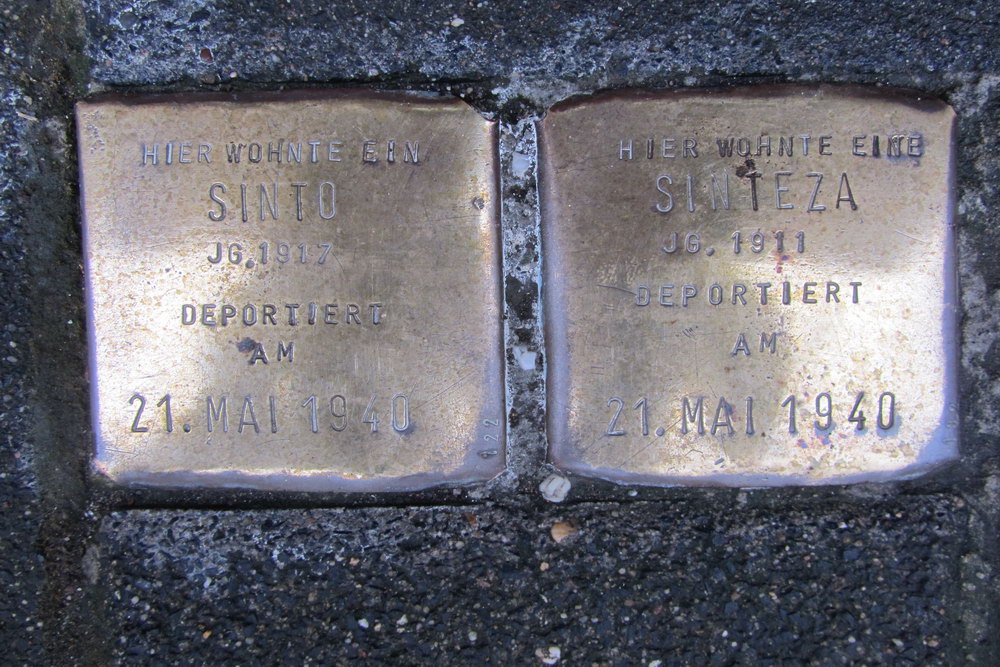 HIER WOHNTE EIN
SINTO
JG.1917
DEPORTIERT
AM
21. MAI 1940
HIER WOHNTE EINE
SINTEZA
JG. 1911
DEPORTIERT
AM
21. MAI 1940